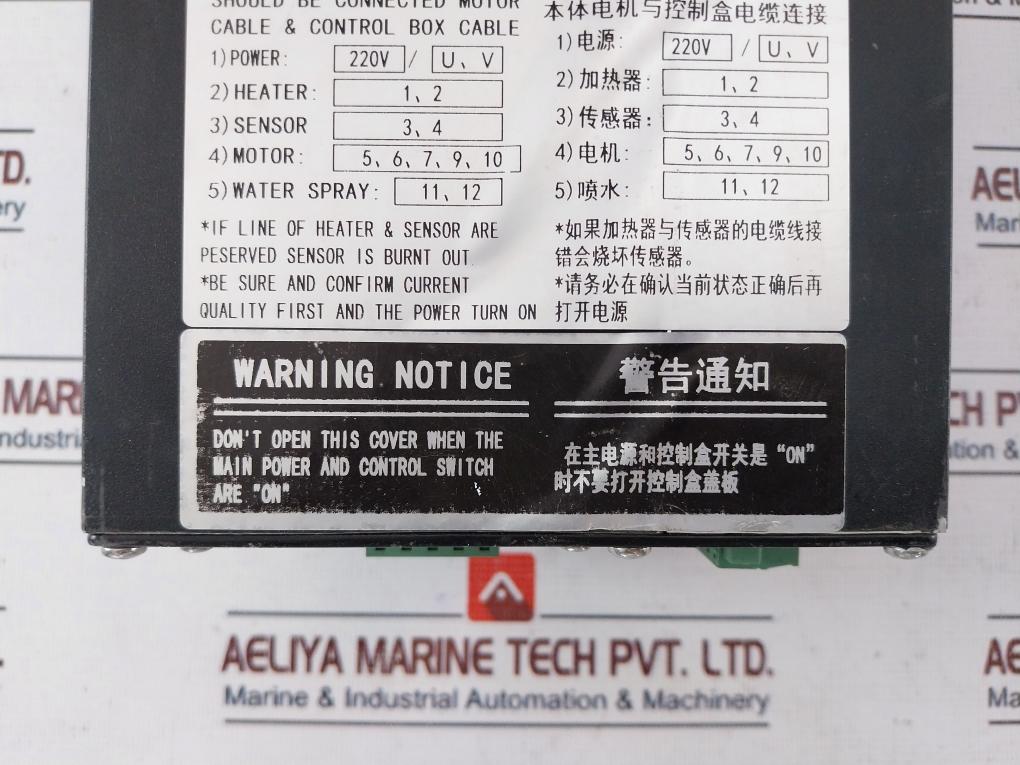 SHOULD BE CONNECTED MOTOR
CABLE & CONTROL BOX CABLE
1)POWER: 220V / U、V
2)HEATER: 1、2
3)SENSOR 3、4
4)MOTOR: 5、6、7、9、10
5)WATER SPRAY: 11、12
*IF LINE OF HEATER & SENSOR ARE
PESERVED SENSOR IS BURNT OUT.
*BE SURE AND CONFIRM CURRENT
QUALITY FIRST AND THE POWER TURN ON
本体电机与控制盒电缆连接
1)电源: 220V / U、V
2)加热器: 1、2
3)传感器: 3、4
4)电机: 5、6、7、9、10
5)喷水: 11、12
*如果加热器与传感器的电缆线接
错会烧坏传感器。
*请务必在确认当前状态正确后再
打开电源
WARNING NOTICE
DON'T OPEN THIS COVER WHEN THE
MAIN POWER AND CONTROL SWITCH
ARE "ON"
警告通知
在主电源和控制盒开关是“ON”
时不要打开控制盒盖板
AELIYA MARINE TECH PVT. LTD.
Marine & Industrial Automation & Machinery